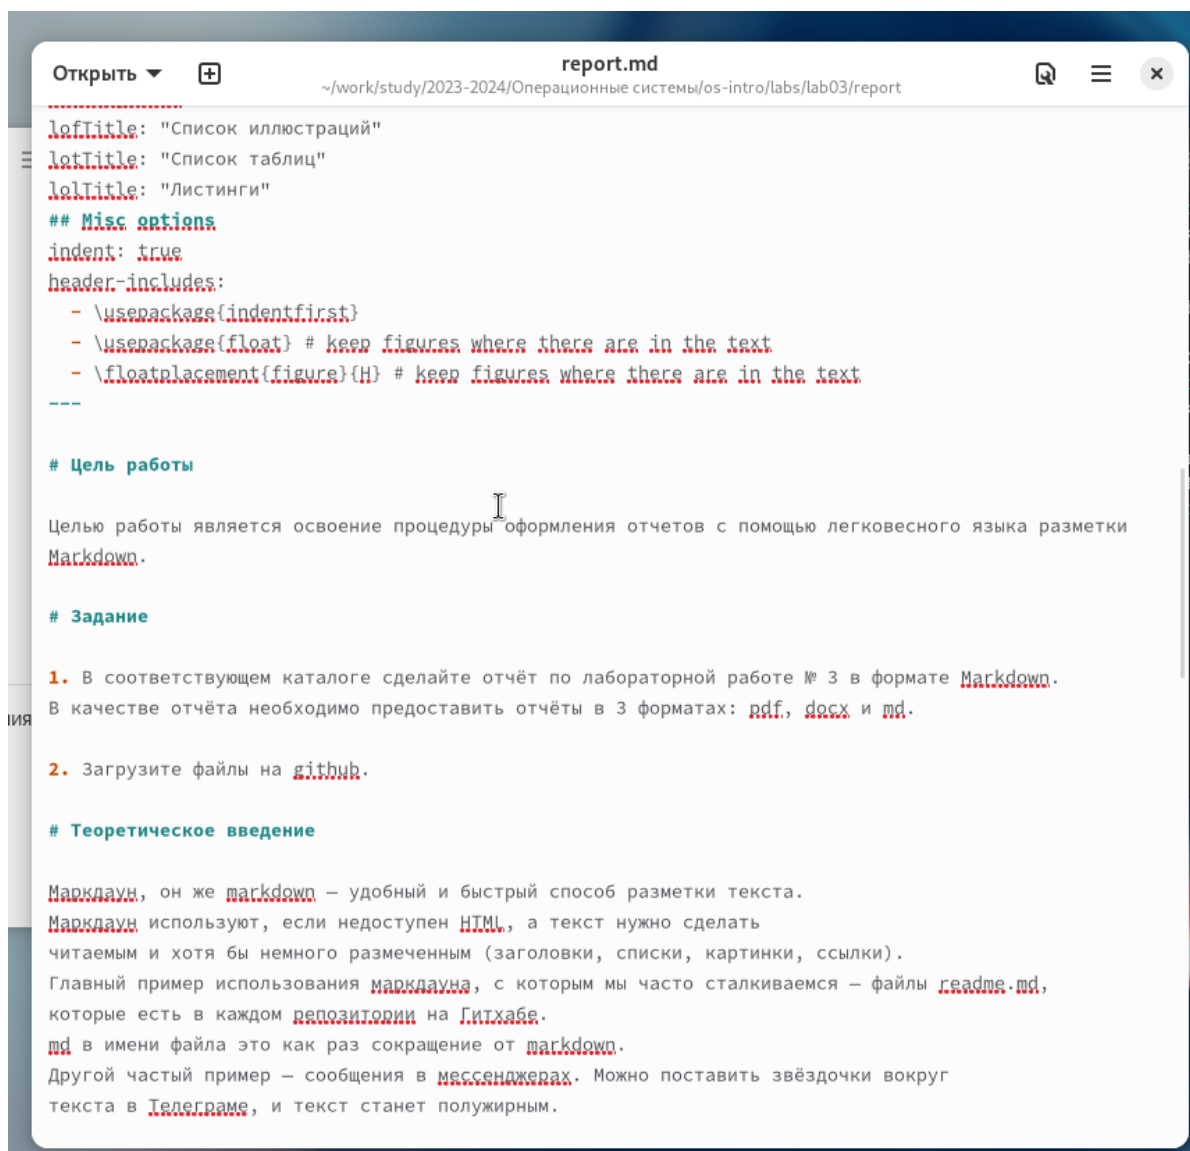 Открыть
report.md
~/work/study/2023-2024/Операционные системы/os-intro/labs/lab03/report
lofTitle: "Список иллюстраций"
lotTitle: "Список таблиц"
lolTitle: "Листинги"
## Misc options
indent: true
header-includes:
  - \usepackage{indentfirst}
  - \usepackage{float} # keep figures where there are in the text
  - \floatplacement{figure}{H} # keep figures where there are in the text
---
# Цель работы
Целью работы является освоение процедуры оформления отчетов с помощью легковесного языка разметки
Markdown.
# Задание
1. В соответствующем каталоге сделайте отчёт по лабораторной работе № 3 в формате Markdown.
В качестве отчёта необходимо предоставить отчёты в 3 форматах: pdf, docx и md.
2. Загрузите файлы на github.
# Теоретическое введение
Маркдаун, он же markdown — удобный и быстрый способ разметки текста.
Маркдаун используют, если недоступен HTML, а текст нужно сделать
читаемым и хотя бы немного размеченным (заголовки, списки, картинки, ссылки).
Главный пример использования маркдауна, с которым мы часто сталкиваемся — файлы readme.md,
которые есть в каждом репозитории на Гитхабе.
md в имени файла это как раз сокращение от markdown.
Другой частый пример — сообщения в мессенджерах. Можно поставить звёздочки вокруг
текста в Телеграме, и текст станет полужирным.